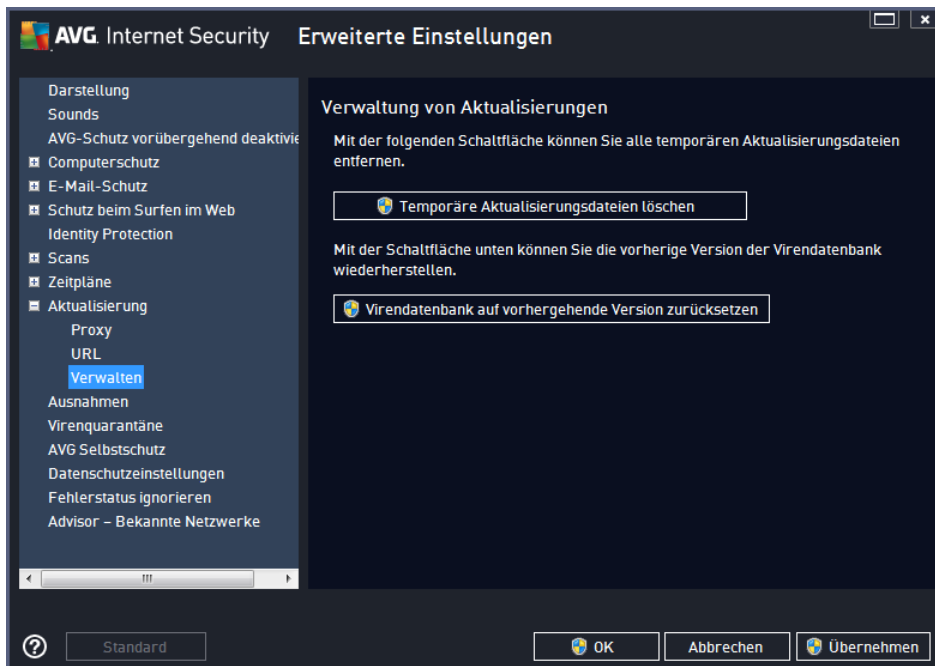 AVG. Internet Security Erweiterte Einstellungen
Darstellung
Sounds
AVG-Schutz vorübergehend deaktivie
Computerschutz
E-Mail-Schutz
Schutz beim Surfen im Web
Identity Protection
Scans
Zeitpläne
Aktualisierung
Proxy
URL
Verwalten
Ausnahmen
Virenquarantäne
AVG Selbstschutz
Datenschutzeinstellungen
Fehlerstatus ignorieren
Advisor – Bekannte Netzwerke
Verwaltung von Aktualisierungen
Mit der folgenden Schaltfläche können Sie alle temporären Aktualisierungsdateien
entfernen.
Temporäre Aktualisierungsdateien löschen
Mit der Schaltfläche unten können Sie die vorherige Version der Virendatenbank
wiederherstellen.
Virendatenbank auf vorhergehende Version zurücksetzen
Standard
OK
Abbrechen
Übernehmen